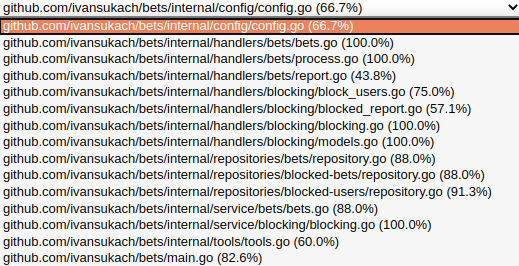 github.com/ivansukach/bets/internal/config/config.go (66.7%)
github.com/ivansukach/bets/internal/config/config.go (66.7%)
github.com/ivansukach/bets/internal/handlers/bets/bets.go (100.0%)
github.com/ivansukach/bets/internal/handlers/bets/process.go (100.0%)
github.com/ivansukach/bets/internal/handlers/bets/report.go (43.8%)
github.com/ivansukach/bets/internal/handlers/blocking/block_users.go (75.0%)
github.com/ivansukach/bets/internal/handlers/blocking/blocked_report.go (57.1%)
github.com/ivansukach/bets/internal/handlers/blocking/blocking.go (100.0%)
github.com/ivansukach/bets/internal/handlers/blocking/models.go (100.0%)
github.com/ivansukach/bets/internal/repositories/bets/repository.go (88.0%)
github.com/ivansukach/bets/internal/repositories/blocked-bets/repository.go (88.0%)
github.com/ivansukach/bets/internal/repositories/blocked-users/repository.go (91.3%)
github.com/ivansukach/bets/internal/service/bets/bets.go (88.0%)
github.com/ivansukach/bets/internal/service/blocking/blocking.go (100.0%)
github.com/ivansukach/bets/internal/tools/tools.go (60.0%)
github.com/ivansukach/bets/main.go (82.6%)